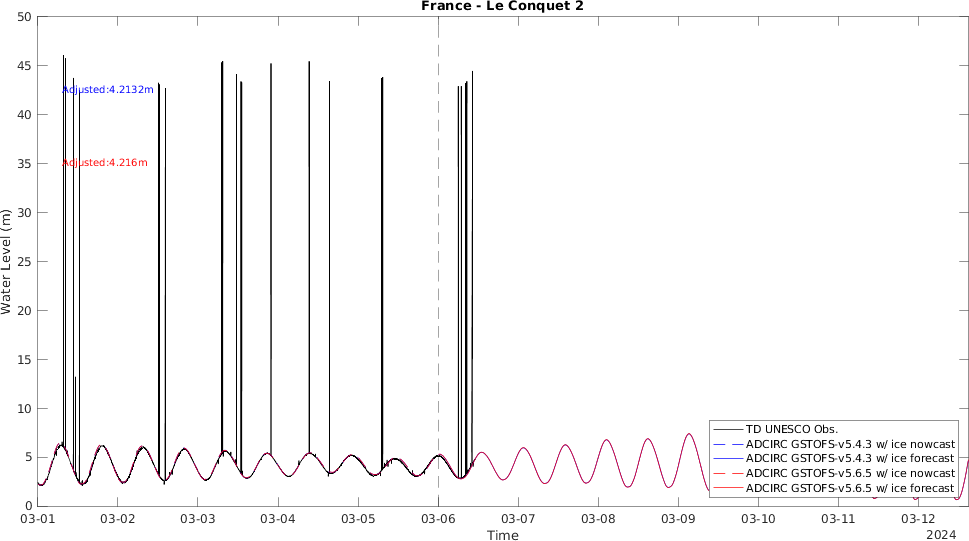 France - Le Conquet 2
50
45
40
35
30
25
20
15
10
5
0
Water Level (m)
Adjusted:4.2132m
Adjusted:4.216m
TD UNESCO Obs.
ADCIRC GSTOFS-v5.4.3 w/ ice nowcast
ADCIRC GSTOFS-v5.4.3 w/ ice forecast
ADCIRC GSTOFS-v5.6.5 w/ ice nowcast
ADCIRC GSTOFS-v5.6.5 w/ ice forecast
03-01 03-02 03-03 03-04 03-05 03-06 03-07 03-08 03-09 03-10 03-11 03-12
Time
2024